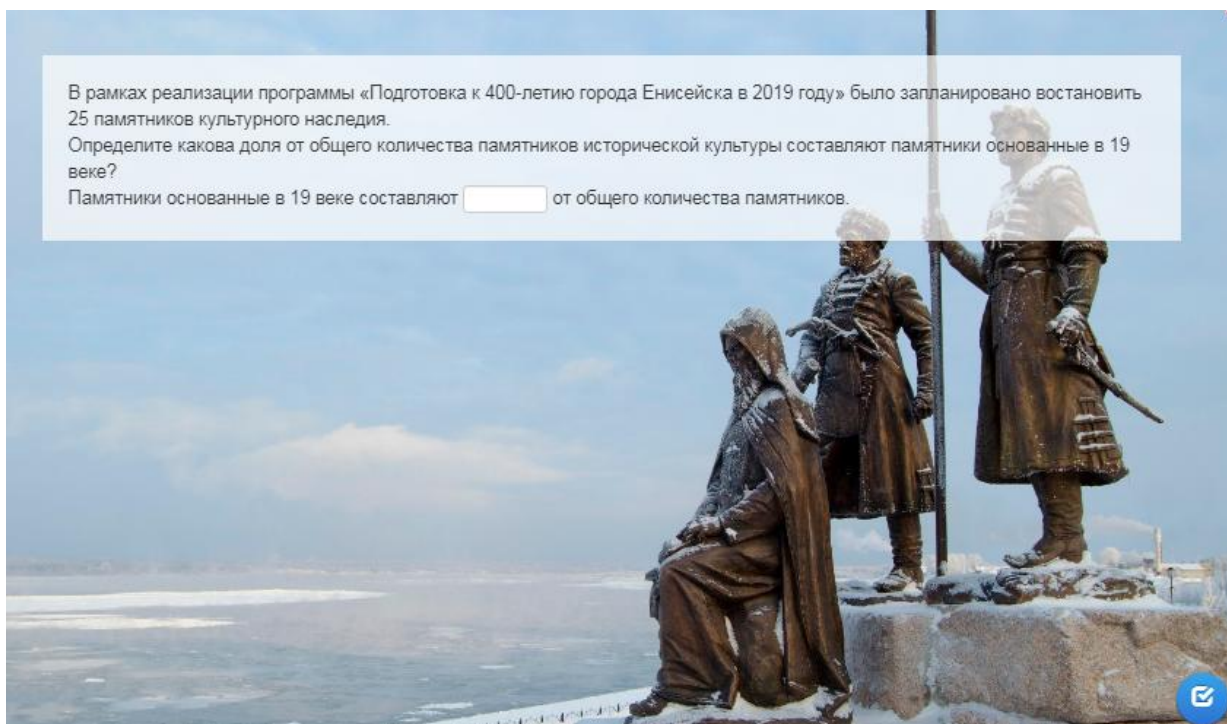 В рамках реализации программы «Подготовка к 400-летию города Енисейска в 2019 году» было запланировано востановить
25 памятников культурного наследия.
Определите какова доля от общего количества памятников исторической культуры составляют памятники основанные в 19
веке?
Памятники основанные в 19 веке составляют от общего количества памятников.